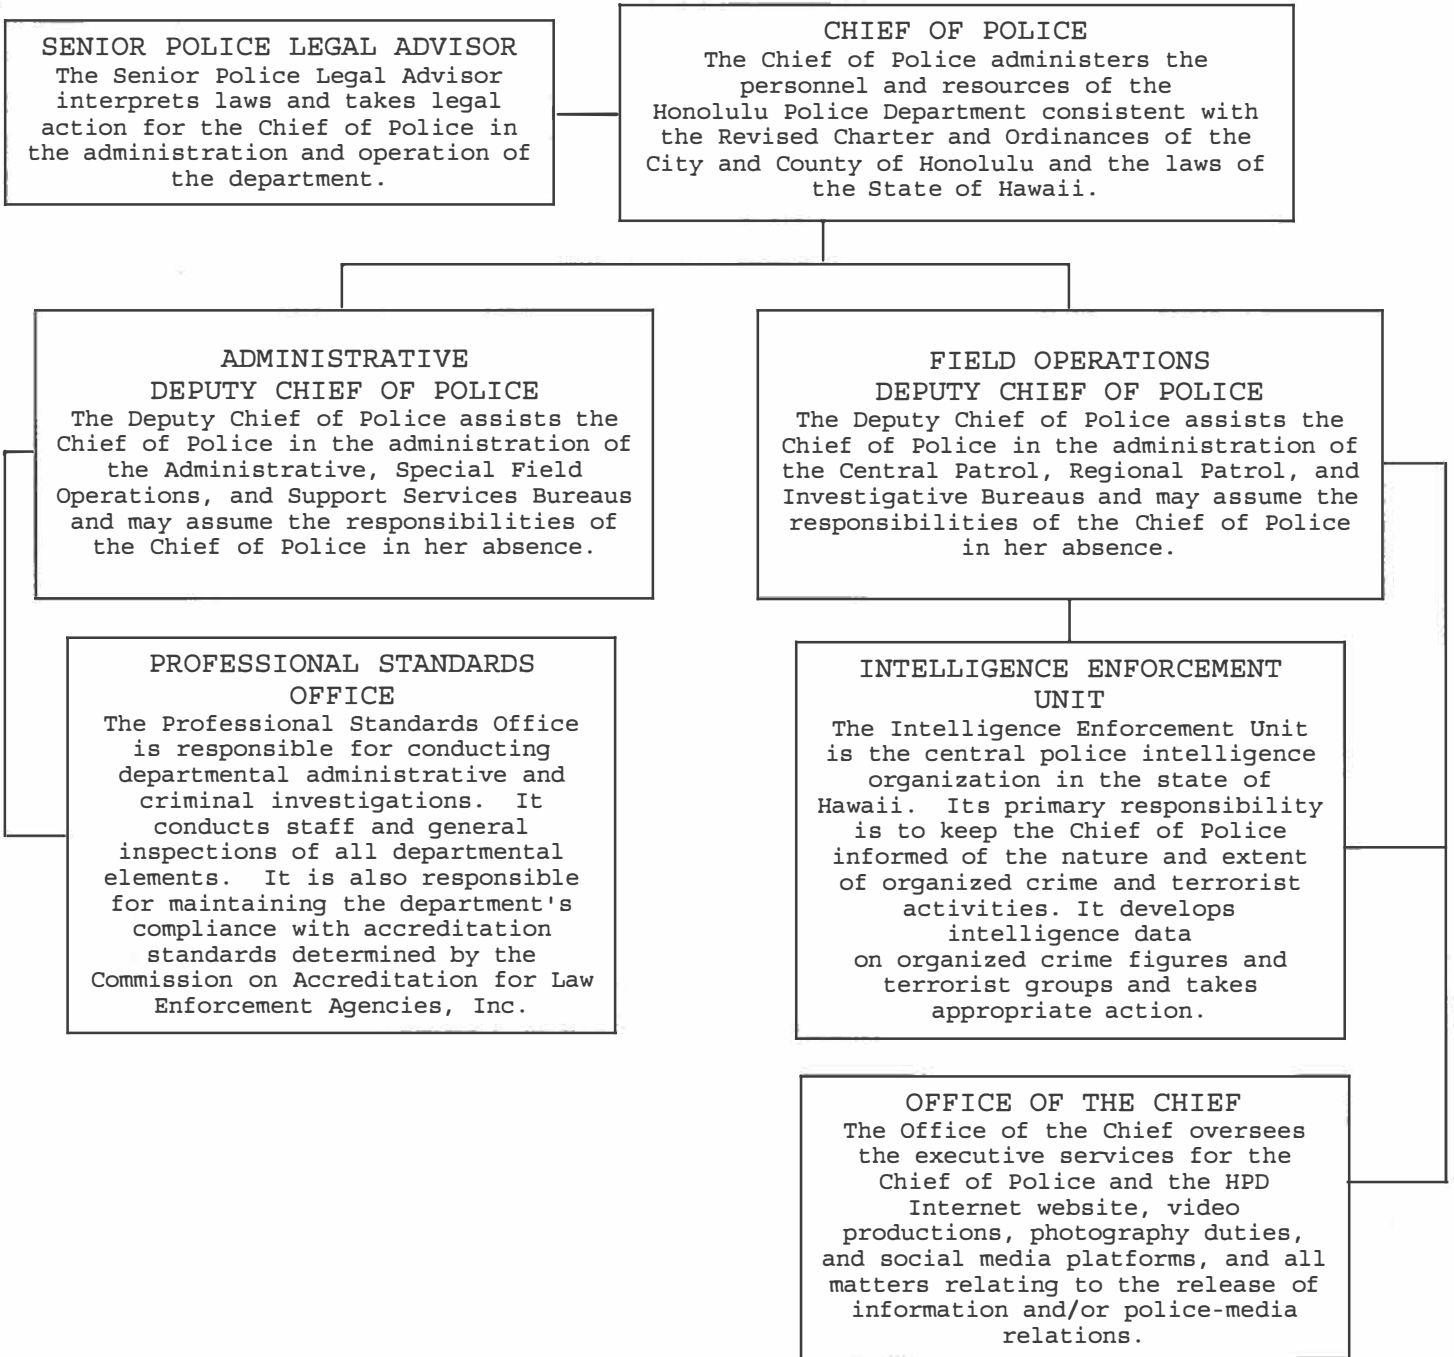 SENIOR POLICE LEGAL ADVISOR
The Senior Police Legal Advisor
interprets laws and takes legal
action for the Chief of Police in
the administration and operation of
the department.
CHIEF OF POLICE
The Chief of Police administers the
personnel and resources of the
Honolulu Police Department consistent with
the Revised Charter and Ordinances of the
City and County of Honolulu and the laws of
the State of Hawaii.
ADMINISTRATIVE
DEPUTY CHIEF OF POLICE
The Deputy Chief of Police assists the
Chief of Police in the administration of
the Administrative, Special Field
Operations, and Support Services Bureaus
and may assume the responsibilities of
the Chief of Police in her absence.
FIELD OPERATIONS
DEPUTY CHIEF OF POLICE
The Deputy Chief of Police assists the
Chief of Police in the administration of
the Central Patrol, Regional Patrol, and
Investigative Bureaus and may assume the
responsibilities of the Chief of Police
in her absence.
PROFESSIONAL STANDARDS
OFFICE
The Professional Standards Office
is responsible for conducting
departmental administrative and
criminal investigations. It
conducts staff and general
inspections of all departmental
elements. It is also responsible
for maintaining the department's
compliance with accreditation
standards determined by the
Commission on Accreditation for Law
Enforcement Agencies, Inc.
INTELLIGENCE ENFORCEMENT
UNIT
The Intelligence Enforcement Unit
is the central police intelligence
organization in the state of
Hawaii. Its primary responsibility
is to keep the Chief of Police
informed of the nature and extent
of organized crime and terrorist
activities. It develops
intelligence data
on organized crime figures and
terrorist groups and takes
appropriate action.
OFFICE OF THE CHIEF
The Office of the Chief oversees
the executive services for the
Chief of Police and the HPD
Internet website, video
productions, photography duties,
and social media platforms, and all
matters relating to the release of
information and/or police-media
relations.